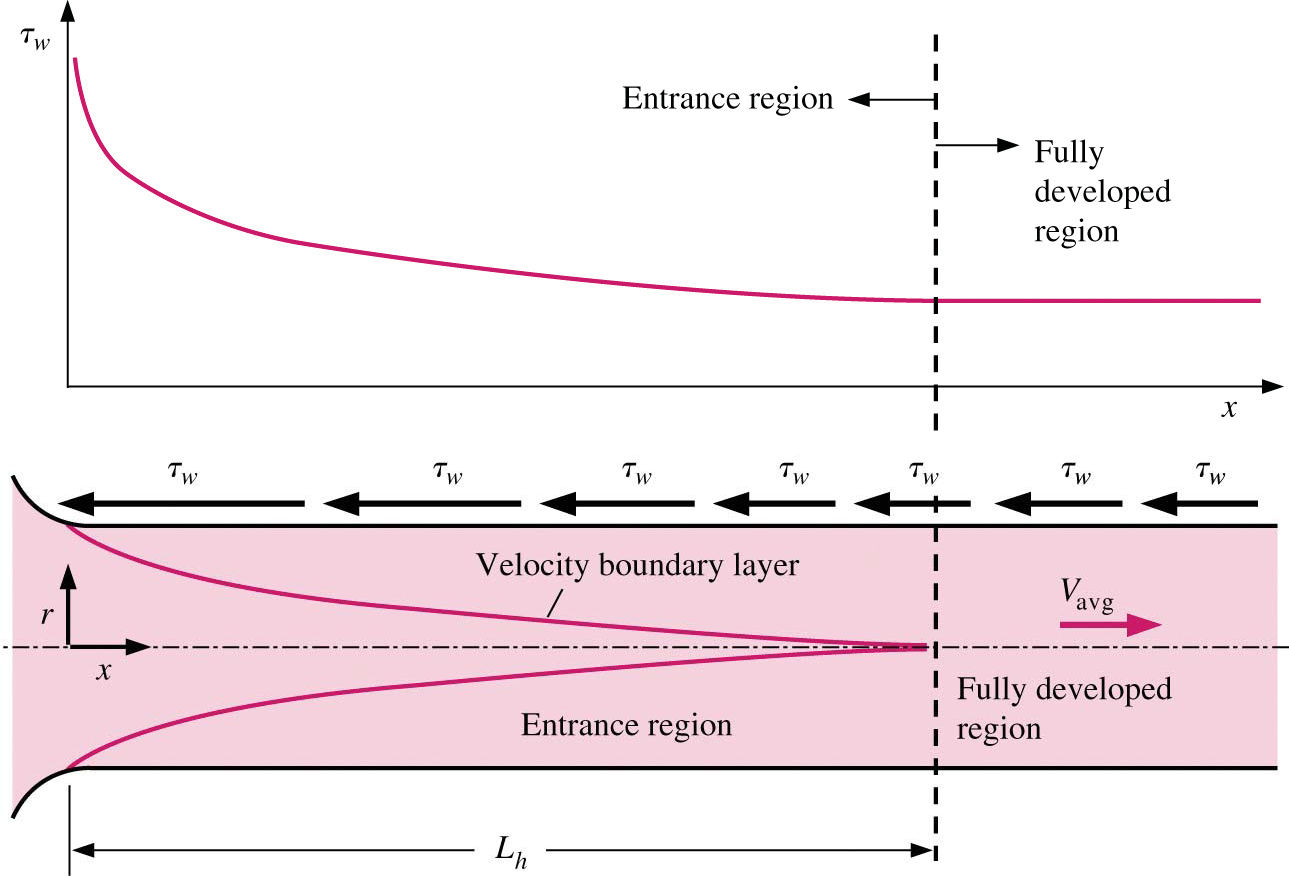 τw
Entrance region
Fully
developed
region
x
τw τw τw τw τw τw τw
Velocity boundary layer
Vavg
r
x
Fully developed
region
Entrance region
Lh